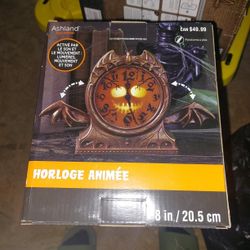 Ashland
CAN $49.99
ACTIVÉ PAR
LE SON ET
LE MOUVEMENT
LUMIÈRES,
MOUVEMENT
ET SON
HORLOGE ANIMÉE
8 in / 20.5 cm